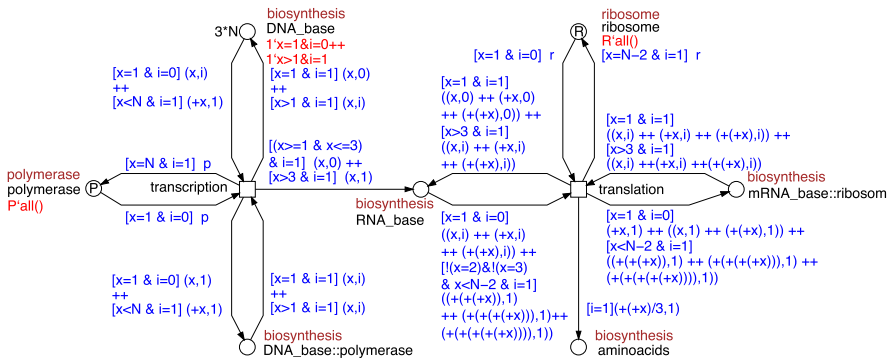 biosynthesis
3*N DNA_base
1‘x=1&i=0++
1‘x>1&i=1
[x=1 & i=0] (x,i)
++
[x<N & i=1] (+x,1)
[x=1 & i=1] (x,0)
++
[x>1 & i=1] (x,i)
polymerase
polymerase P
P‘all()
[x=N & i=1] p
[x=1 & i=0] p
transcription
[(x>=1 & x<=3)
& i=1] (x,0) ++
[x>3 & i=1] (x,1)
[x=1 & i=0] (x,1)
++
[x<N & i=1] (+x,1)
[x=1 & i=1] (x,i)
++
[x>1 & i=1] (x,i)
biosynthesis
DNA_base::polymerase
biosynthesis
RNA_base
ribosome
R ribosome
R‘all()
[x=1 & i=0] r
[x=N−2 & i=1] r
[x=1 & i=1]
((x,0) ++ (+x,0)
++ (+(+x),0)) ++
[x>3 & i=1]
((x,i) ++ (+x,i)
++ (+(+x),i))
[x=1 & i=1]
((x,i) ++ (+x,i) ++ (+(+x),i)) ++
[x>3 & i=1]
((x,i) ++(+x,i) ++(+(+x),i))
translation
biosynthesis
mRNA_base::ribosom
[x=1 & i=0]
((x,i) ++ (+x,i)
++ (+(+x),i)) ++
[!(x=2)&!(x=3)
& x<N−2 & i=1]
((+(+(+x)),1)
++ (+(+(+(+x))),1)++
(+(+(+(+(+x)))),1))
[x=1 & i=0]
(+x,1) ++ ((x,1) ++ (+(+x),1)) ++
[x<N−2 & i=1]
((+(+(+x)),1) ++ (+(+(+(+x))),1) ++
(+(+(+(+(+x)))),1))
[i=1](+(+x)/3,1)
biosynthesis
aminoacids